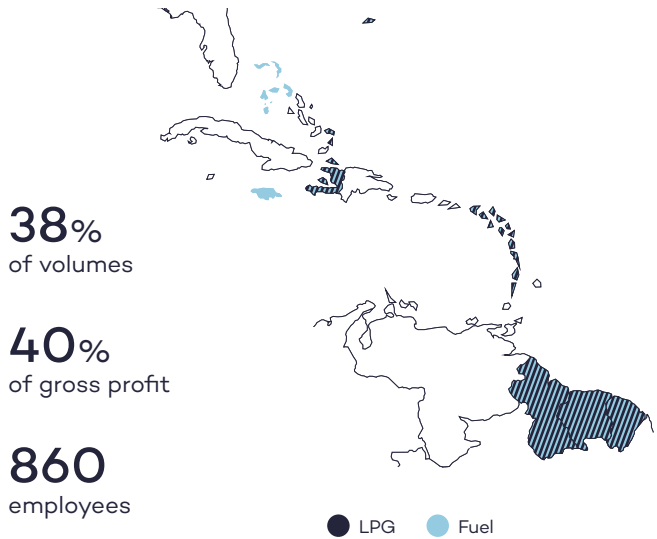 38%
of volumes
40%
of gross profit
860
employees
LPG
Fuel